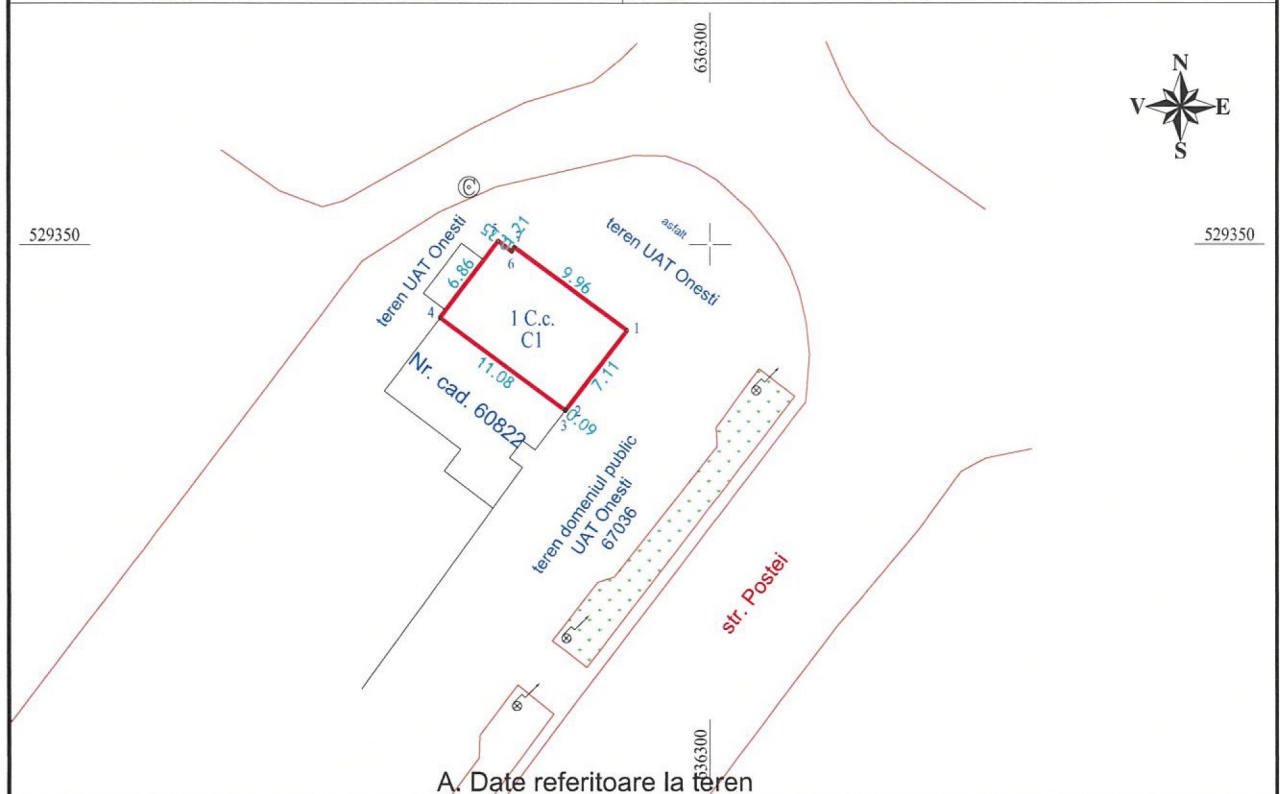 636300
N
V E
S
529350
529350
C
asfalt
teren UAT Onesti
teren UAT Onesti
21
6
9.96
6.86
4
1
1 C.c.
C1
11.08
7.11
Nr. cad. 60822
2
0.09
3
teren domeniul public
UAT Onesti
67036
str. Postei
636300
A. Date referitoare la teren